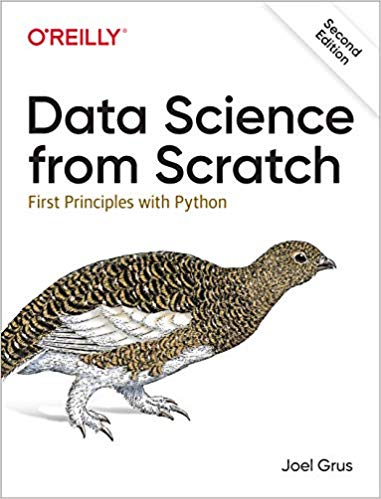 O'REILLY®
Second
Edition
Data Science
from Scratch
First Principles with Python
Joel Grus